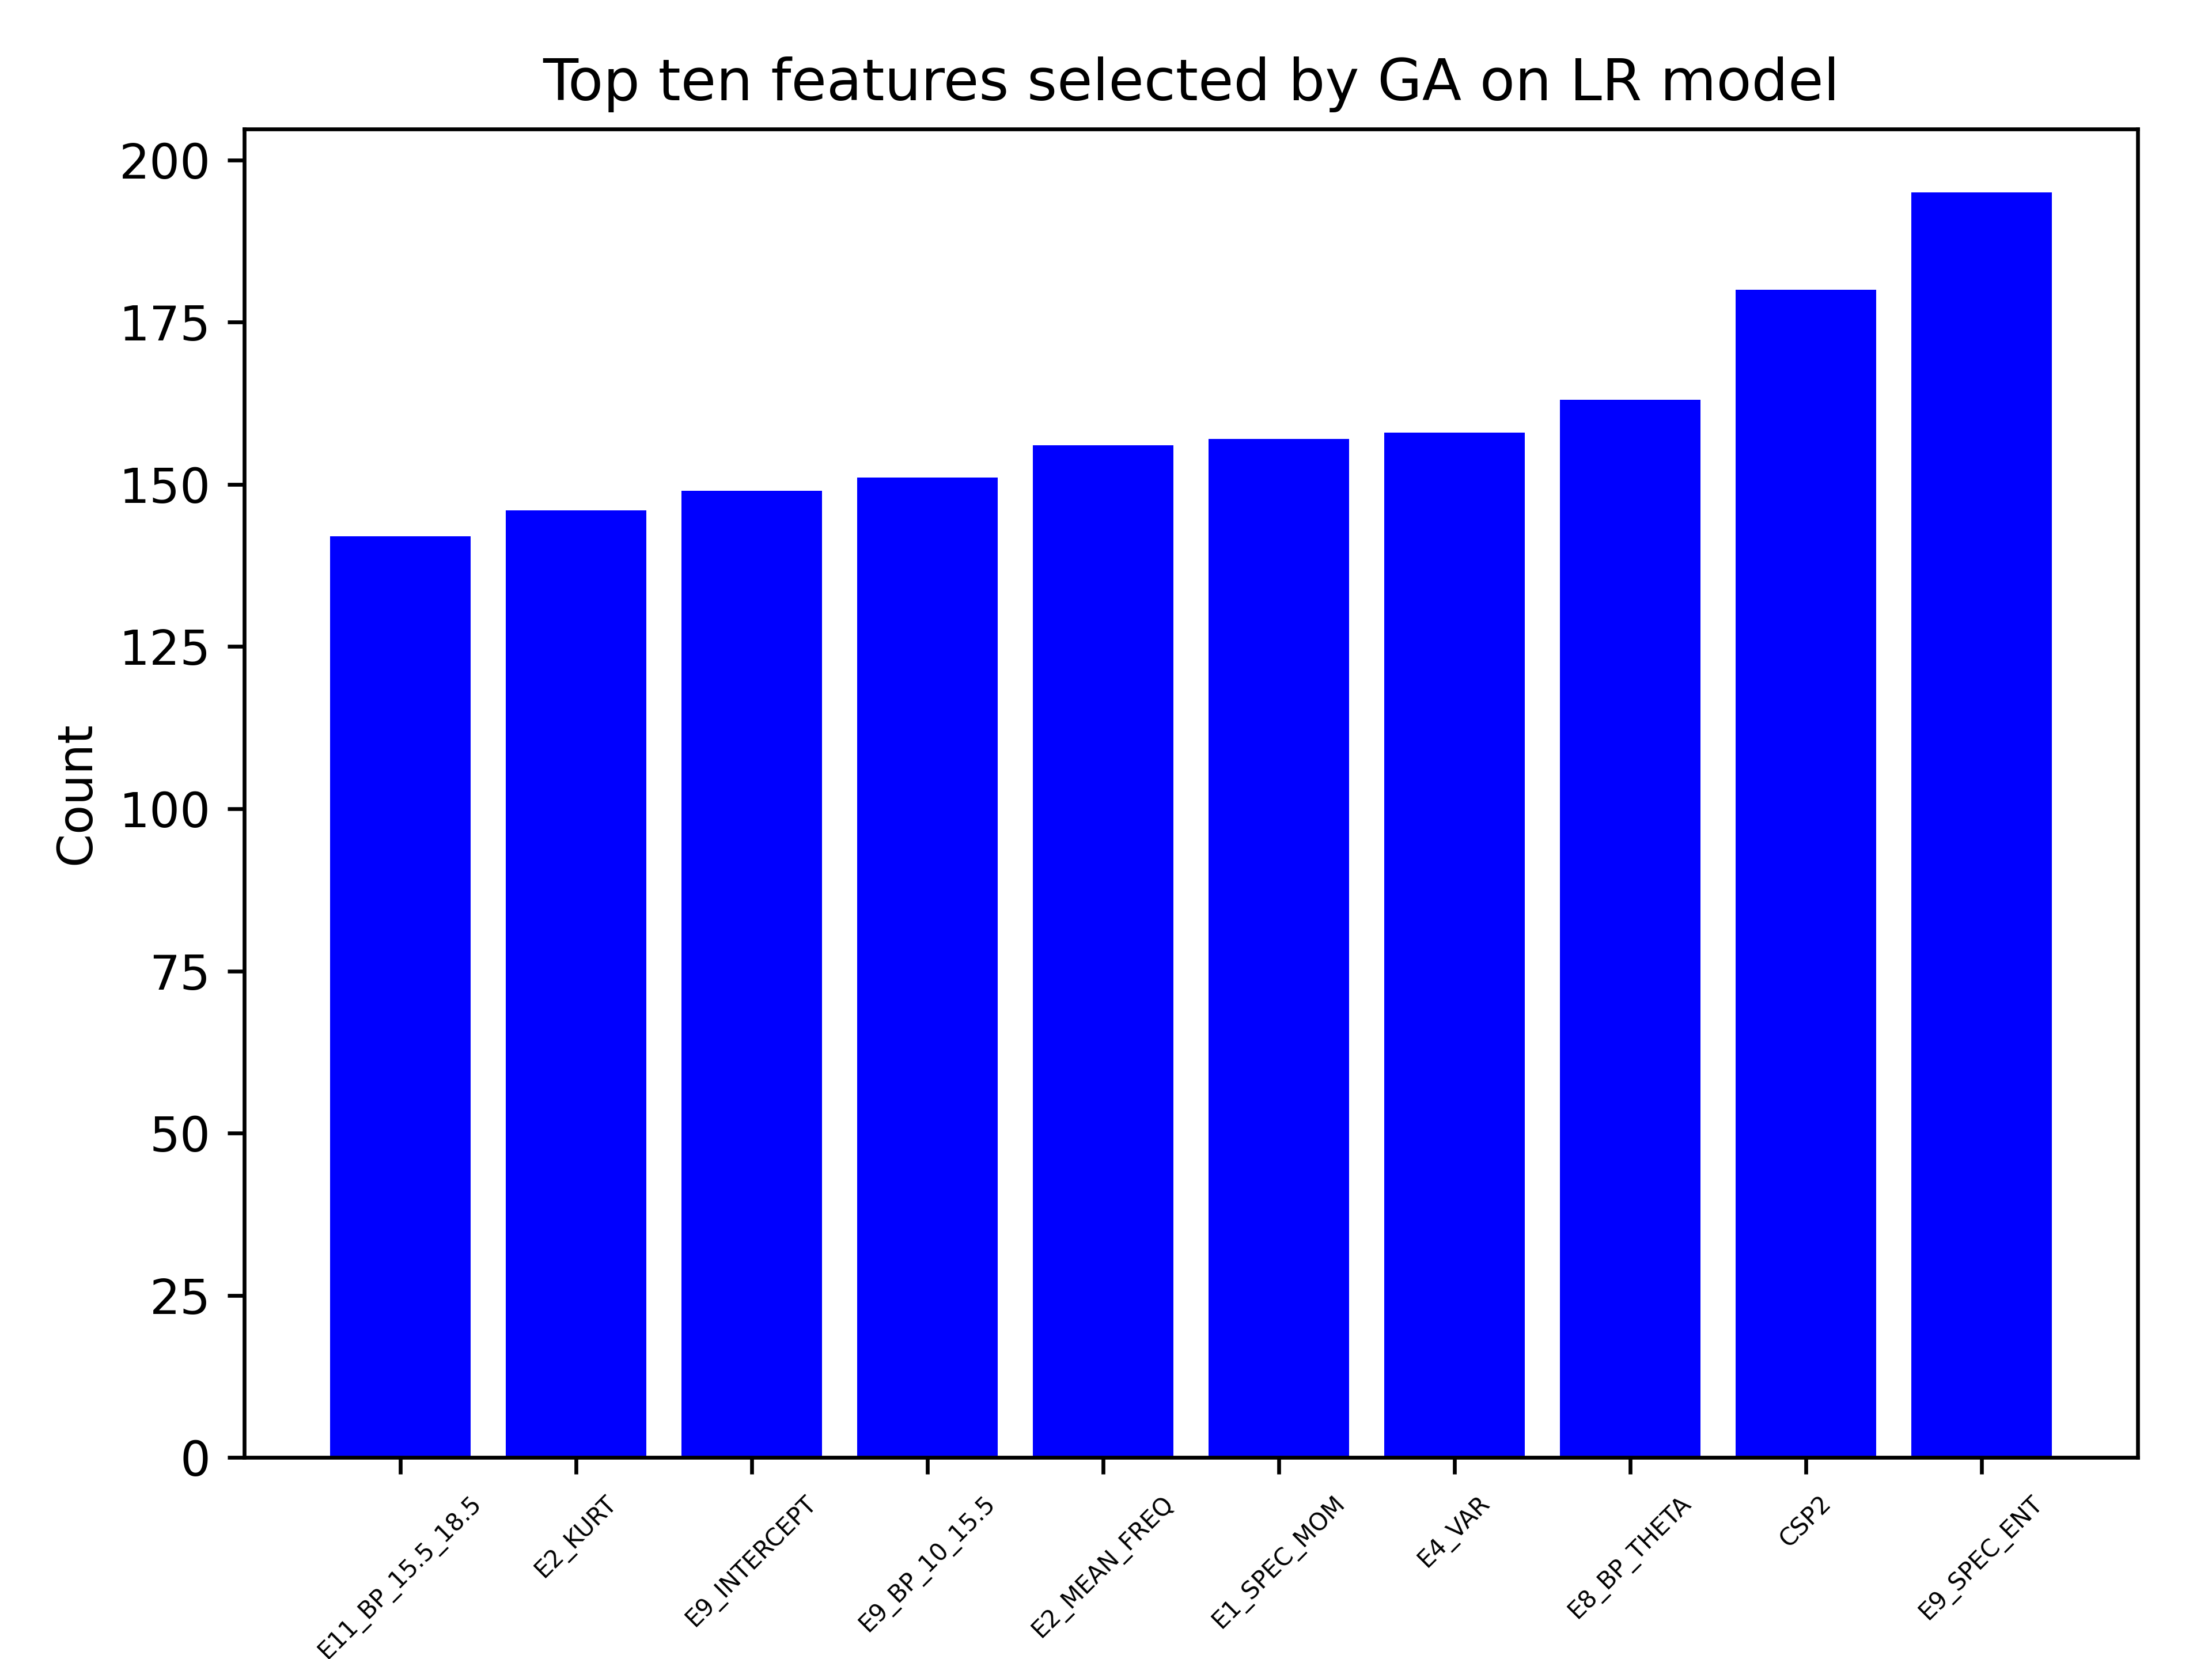 Top ten features selected by GA on LR model
200
175
150
125
100
75
50
25
0
Count
E11_BP_15.5_18.5
E2_KURT
E9_INTERCEPT
E9_BP_10_15.5
E2_MEAN_FREQ
E1_SPEC_MOM
E4_VAR
E8_BP_THETA
CSP2
E9_SPEC_ENT